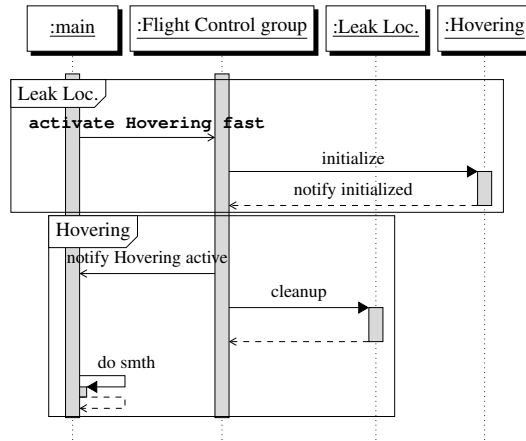 :main
:Flight Control group
:Leak Loc.
:Hovering
Leak Loc.
activate Hovering fast
initialize
notify initialized
Hovering
notify Hovering active
cleanup
do smth